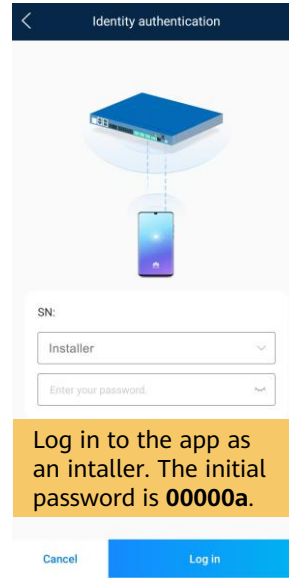 Identity authentication
SN:
Installer
Enter your password.
Log in to the app as
an intaller. The initial
password is 00000a.
Cancel
Log in